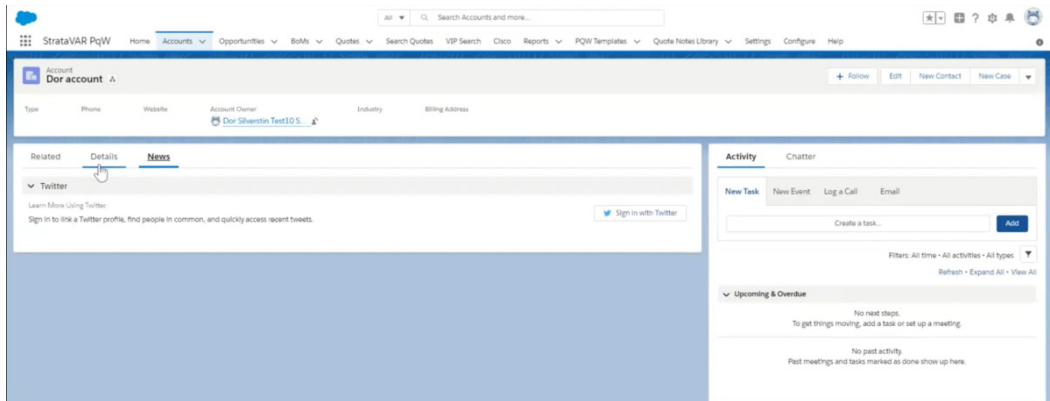 All
Search Accounts and more...
StrataVAR PqW
Home Accounts Opportunities BoMs Quotes Search Quotes VIP Search Cisco Reports PQW Templates Quote Notes Library Settings Configure Help
Account
Dor account
+ Follow Edit New Contact New Case
Type Phone Website Account Owner Industry Billing Address
Dor Silverstin Test10 S...
Related Details News
Twitter
Learn More Using Twitter
Sign in to link a Twitter profile, find people in common, and quickly access recent tweets.
Sign in with Twitter
Activity Chatter
New Task New Event Log a Call Email
Create a task...
Add
Filters: All time • All activities • All types
Refresh • Expand All • View All
Upcoming & Overdue
No next steps.
To get things moving, add a task or set up a meeting.
No past activity.
Past meetings and tasks marked as done show up here.